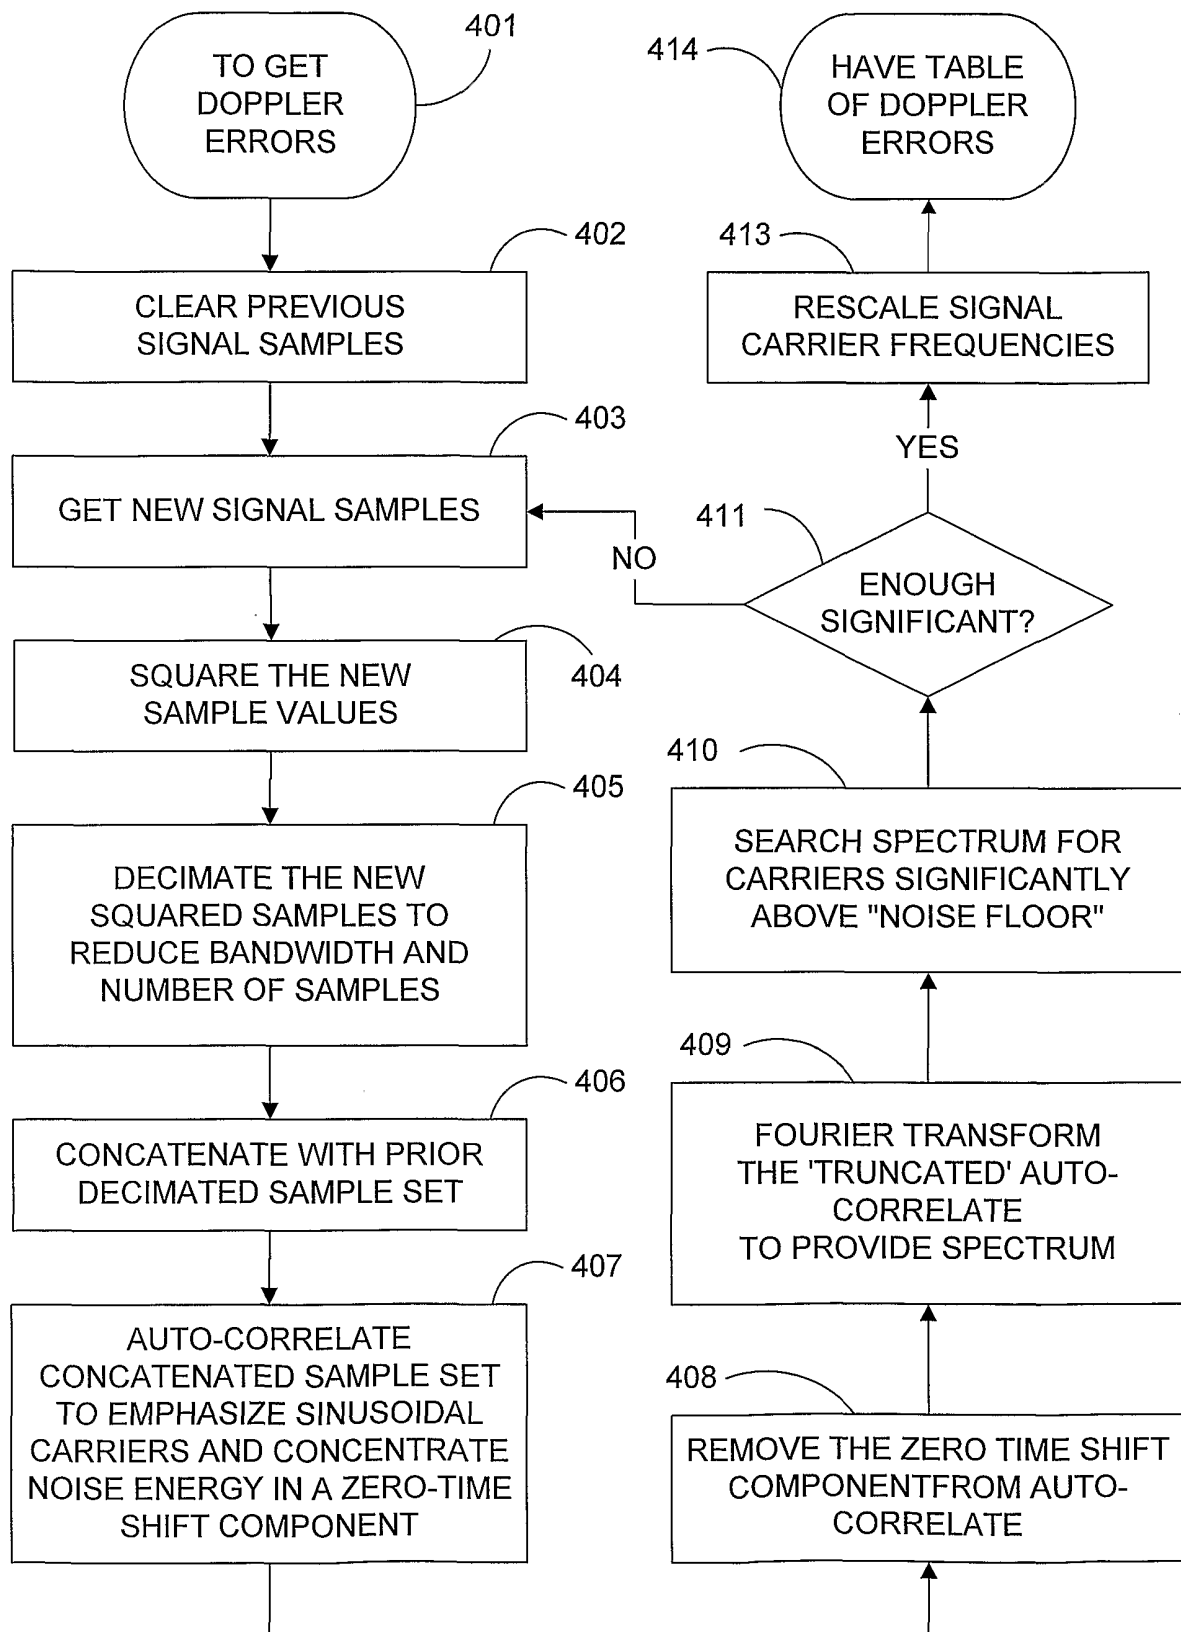 401
TO GET
DOPPLER
ERRORS
402
CLEAR PREVIOUS
SIGNAL SAMPLES
403
GET NEW SIGNAL SAMPLES
404
SQUARE THE NEW
SAMPLE VALUES
405
DECIMATE THE NEW
SQUARED SAMPLES TO
REDUCE BANDWIDTH AND
NUMBER OF SAMPLES
406
CONCATENATE WITH PRIOR
DECIMATED SAMPLE SET
407
AUTO-CORRELATE
CONCATENATED SAMPLE SET
TO EMPHASIZE SINUSOIDAL
CARRIERS AND CONCENTRATE
NOISE ENERGY IN A ZERO-TIME
SHIFT COMPONENT
408
REMOVE THE ZERO TIME SHIFT
COMPONENTFROM AUTO-
CORRELATE
409
FOURIER TRANSFORM
THE 'TRUNCATED' AUTO-
CORRELATE
TO PROVIDE SPECTRUM
410
SEARCH SPECTRUM FOR
CARRIERS SIGNIFICANTLY
ABOVE "NOISE FLOOR"
411
ENOUGH
SIGNIFICANT?
NO
YES
413
RESCALE SIGNAL
CARRIER FREQUENCIES
414
HAVE TABLE
OF DOPPLER
ERRORS